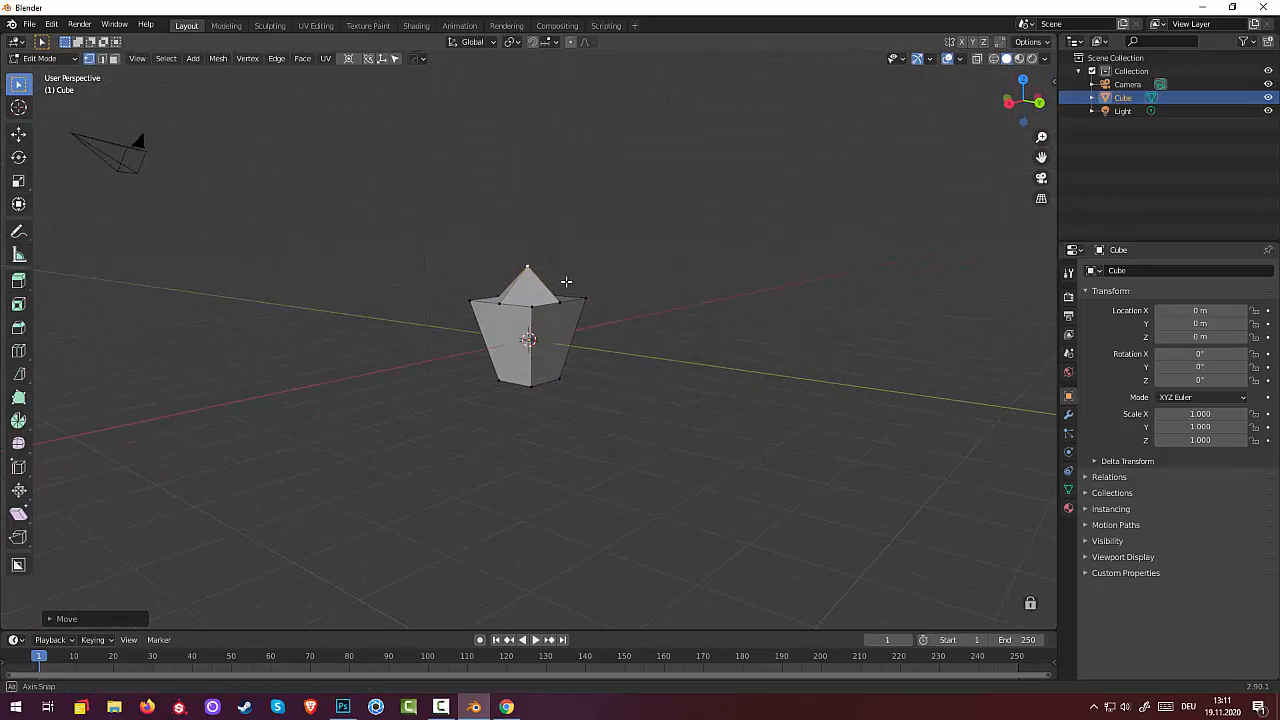 Blender
File Edit Render Window Help Layout Modeling Sculpting UV Editing Texture Paint Shading Animation Rendering Compositing Scripting + Scene View Layer
Global X Y Z Options
Edit Mode View Select Add Mesh Vertex Edge Face UV
User Perspective
(1) Cube
Scene Collection
Collection
Camera
Cube
Light
Cube
Cube
Transform
Location X 0 m
Y 0 m
Z 0 m
Rotation X 0°
Y 0°
Z 0°
Mode XYZ Euler
Scale X 1.000
Y 1.000
Z 1.000
Delta Transform
Relations
Collections
Instancing
Motion Paths
Visibility
Viewport Display
Custom Properties
Move
Playback Keying View Marker 1 Start 1 End 250
1 10 20 30 40 50 60 70 80 90 100 110 120 130 140 150 160 170 180 190 200 210 220 230 240 250
Axis Snap 2.90.1
DEU 13:11
19.11.2020